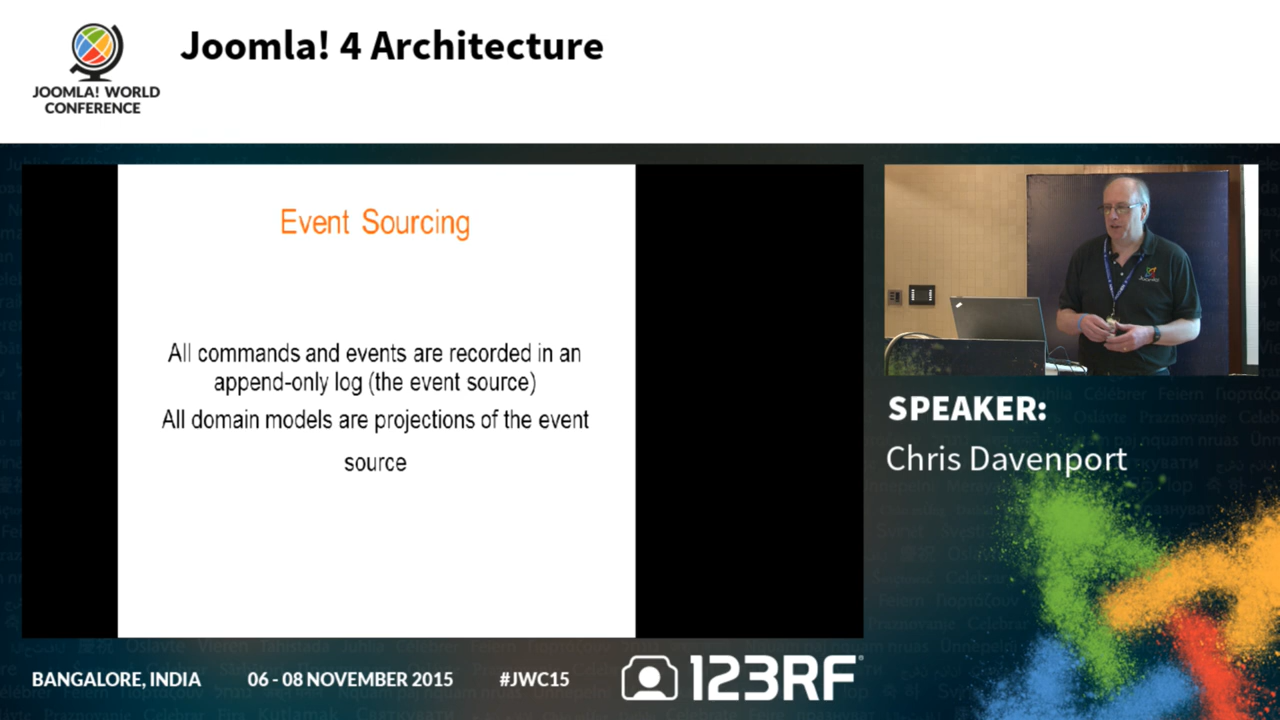 JOOMLA! WORLD
CONFERENCE
Joomla! 4 Architecture
Event Sourcing
All commands and events are recorded in an
append-only log (the event source)
All domain models are projections of the event
source
SPEAKER:
Chris Davenport
BANGALORE, INDIA
06 - 08 NOVEMBER 2015
#JWC15
123RF